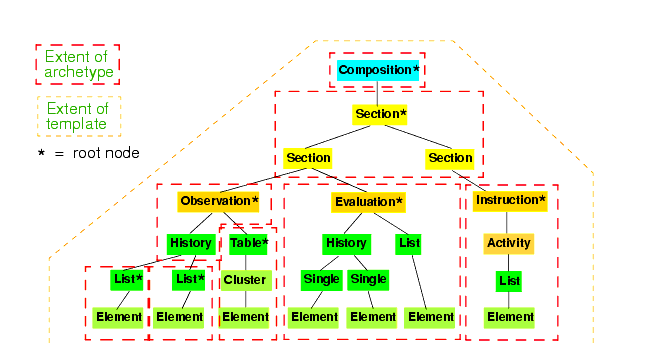 Extent of
archetype
Extent of
template
* = root node
Composition*
Section*
Section Section
Observation* Evaluation* Instruction*
History Table* History List Activity
List* List* Cluster Single Single List
Element Element Element Element Element Element Element